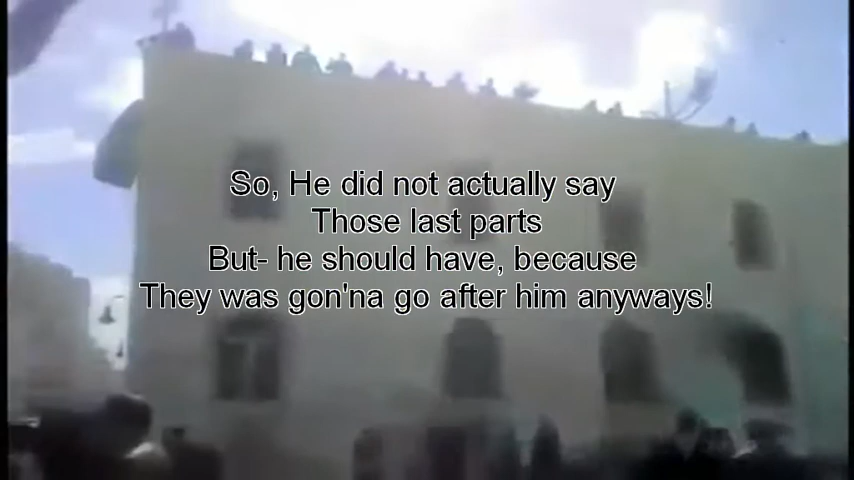 So, He did not actually say
Those last parts
But- he should have, because
They was gon'na go after him anyways!